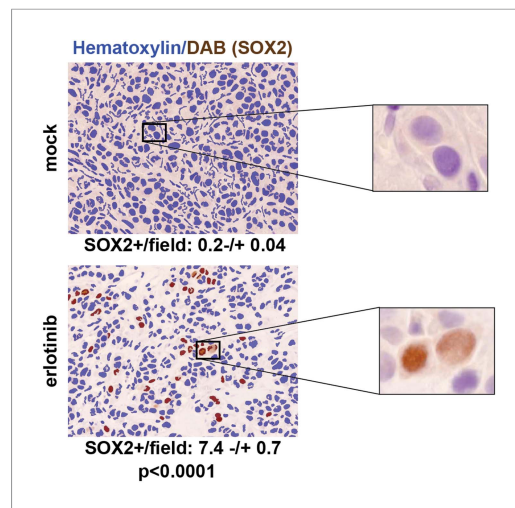 Hematoxylin/DAB (SOX2)
mock
SOX2+/field: 0.2-/+ 0.04
erlotinib
SOX2+/field: 7.4 -/+ 0.7
p<0.0001